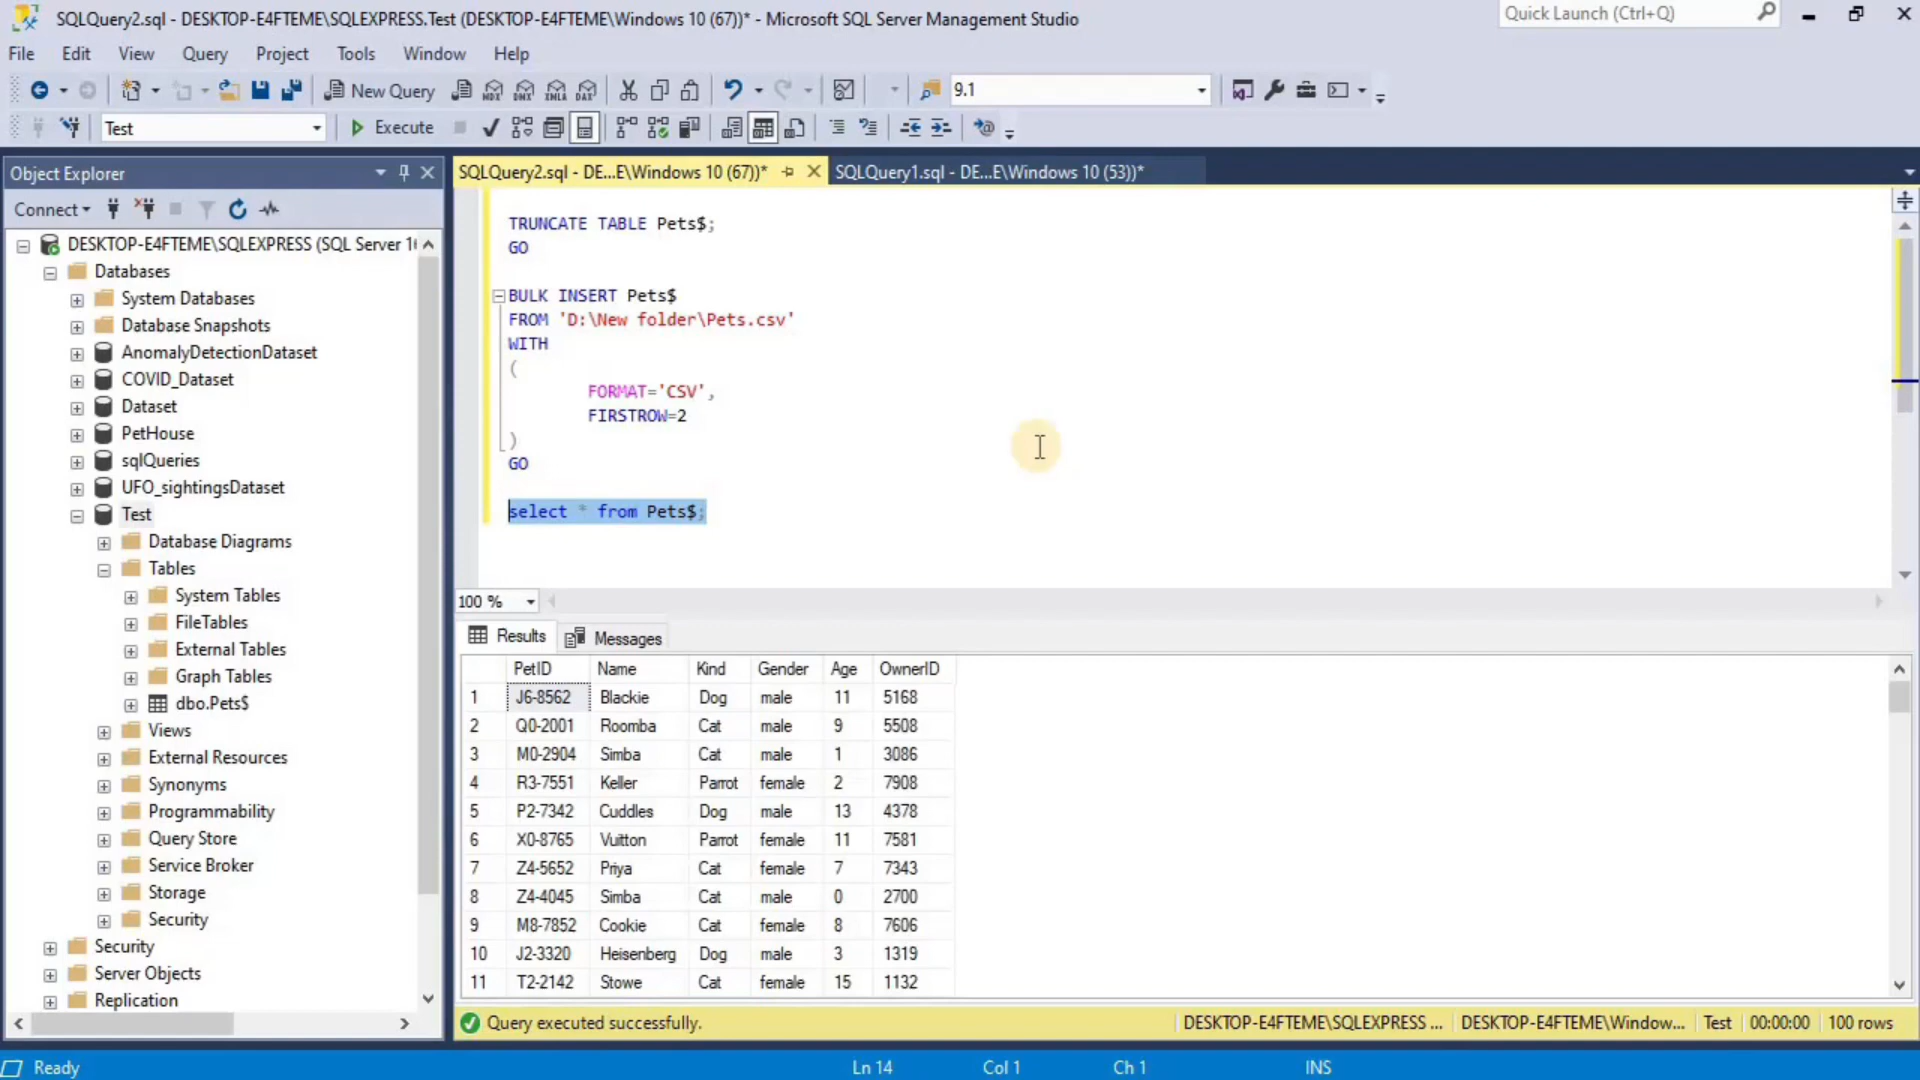 SQLQuery2.sql - DESKTOP-E4FTEME\SQLEXPRESS.Test (DESKTOP-E4FTEME\Windows 10 (67))* - Microsoft SQL Server Management Studio
Quick Launch (Ctrl+Q)
File Edit View Query Project Tools Window Help
New Query MDX DMX XMLA DAX 9.1
Test Execute
Object Explorer
SQLQuery2.sql - DE...E\Windows 10 (67))* SQLQuery1.sql - DE...E\Windows 10 (53))*
Connect
DESKTOP-E4FTEME\SQLEXPRESS (SQL Server 1
Databases
System Databases
Database Snapshots
AnomalyDetectionDataset
COVID_Dataset
Dataset
PetHouse
sqlQueries
UFO_sightingsDataset
Test
Database Diagrams
Tables
System Tables
FileTables
External Tables
Graph Tables
dbo.Pets$
Views
External Resources
Synonyms
Programmability
Query Store
Service Broker
Storage
Security
Security
Server Objects
Replication
TRUNCATE TABLE Pets$;
GO
BULK INSERT Pets$
FROM 'D:\New folder\Pets.csv'
WITH
(
FORMAT='CSV',
FIRSTROW=2
)
GO
select * from Pets$;
100 %
Results Messages
PetID Name Kind Gender Age OwnerID
1 J6-8562 Blackie Dog male 11 5168
2 Q0-2001 Roomba Cat male 9 5508
3 M0-2904 Simba Cat male 1 3086
4 R3-7551 Keller Parrot female 2 7908
5 P2-7342 Cuddles Dog male 13 4378
6 X0-8765 Vuitton Parrot female 11 7581
7 Z4-5652 Priya Cat female 7 7343
8 Z4-4045 Simba Cat male 0 2700
9 M8-7852 Cookie Cat female 8 7606
10 J2-3320 Heisenberg Dog male 3 1319
11 T2-2142 Stowe Cat female 15 1132
Query executed successfully. DESKTOP-E4FTEME\SQLEXPRESS ... DESKTOP-E4FTEME\Window... Test 00:00:00 100 rows
Ready Ln 14 Col 1 Ch 1 INS